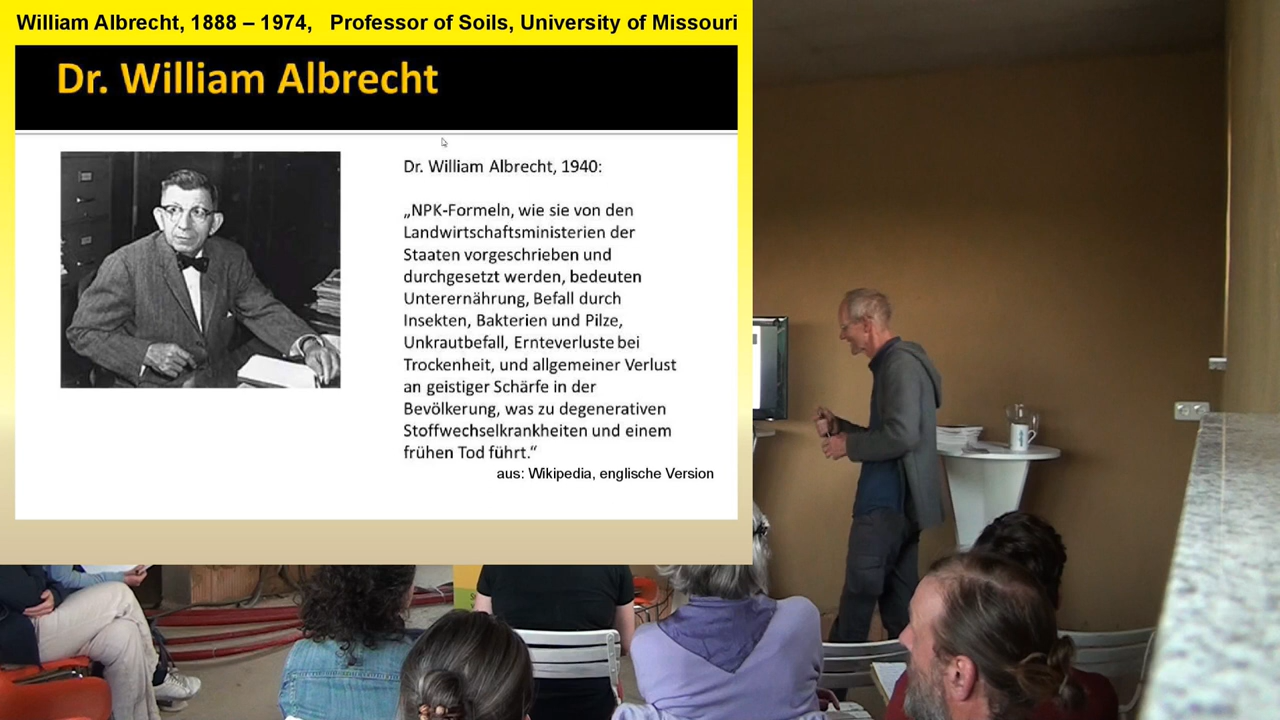 William Albrecht, 1888 – 1974, Professor of Soils, University of Missouri
Dr. William Albrecht
Dr. William Albrecht, 1940:
„NPK-Formeln, wie sie von den
Landwirtschaftsministerien der
Staaten vorgeschrieben und
durchgesetzt werden, bedeuten
Unterernährung, Befall durch
Insekten, Bakterien und Pilze,
Unkrautbefall, Ernteverluste bei
Trockenheit, und allgemeiner Verlust
an geistiger Schärfe in der
Bevölkerung, was zu degenerativen
Stoffwechselkrankheiten und einem
frühen Tod führt.“
aus: Wikipedia, englische Version